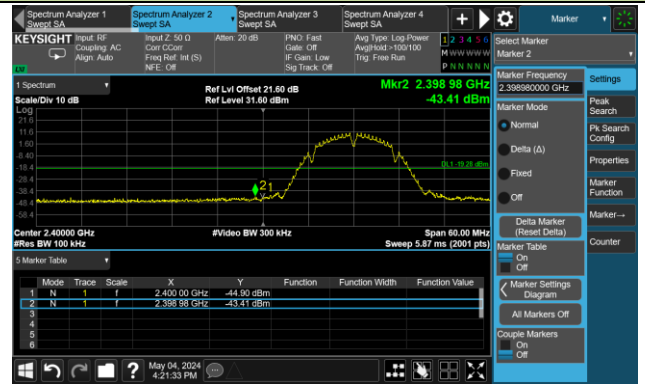 Spectrum Analyzer 1
Swept SA
Spectrum Analyzer 2
Swept SA
Spectrum Analyzer 3
Swept SA
Spectrum Analyzer 4
Swept SA
Marker
KEYSIGHT
Input: RF
Coupling: AC
Align: Auto
Input Z: 50 Ω
Corr CCorr
Freq Ref: Int (S)
NFE: Off
Atten: 20 dB
PNO: Fast
Gate: Off
IF Gain: Low
Sig Track: Off
Avg Type: Log-Power
Avg|Hold:>100/100
Trig: Free Run
1 2 3 4 5 6
M W W W W W
P N N N N N
Select Marker
Marker 2
1 Spectrum
Scale/Div 10 dB
Log
Ref Lvl Offset 21.60 dB
Ref Level 31.60 dBm
Mkr2 2.398 98 GHz
-43.41 dBm
21.6
11.6
1.60
-8.40
-18.4
-28.4
-38.4
-48.4
-58.4
DL1 -19.26 dBm
2
1
Center 2.40000 GHz
#Res BW 100 kHz
#Video BW 300 kHz
Span 60.00 MHz
Sweep 5.87 ms (2001 pts)
5 Marker Table
Mode Trace Scale X Y Function Function Width Function Value
1 N 1 f 2.400 00 GHz -44.90 dBm
2 N 1 f 2.398 98 GHz -43.41 dBm
3
4
5
6
Marker Frequency
2.398980000 GHz
Marker Mode
Normal
Delta (Δ)
Fixed
Off
Delta Marker
(Reset Delta)
Marker Table
On
Off
Marker Settings
Diagram
All Markers Off
Couple Markers
On
Off
Settings
Peak
Search
Pk Search
Config
Properties
Marker
Function
Marker→
Counter
May 04, 2024
4:21:33 PM